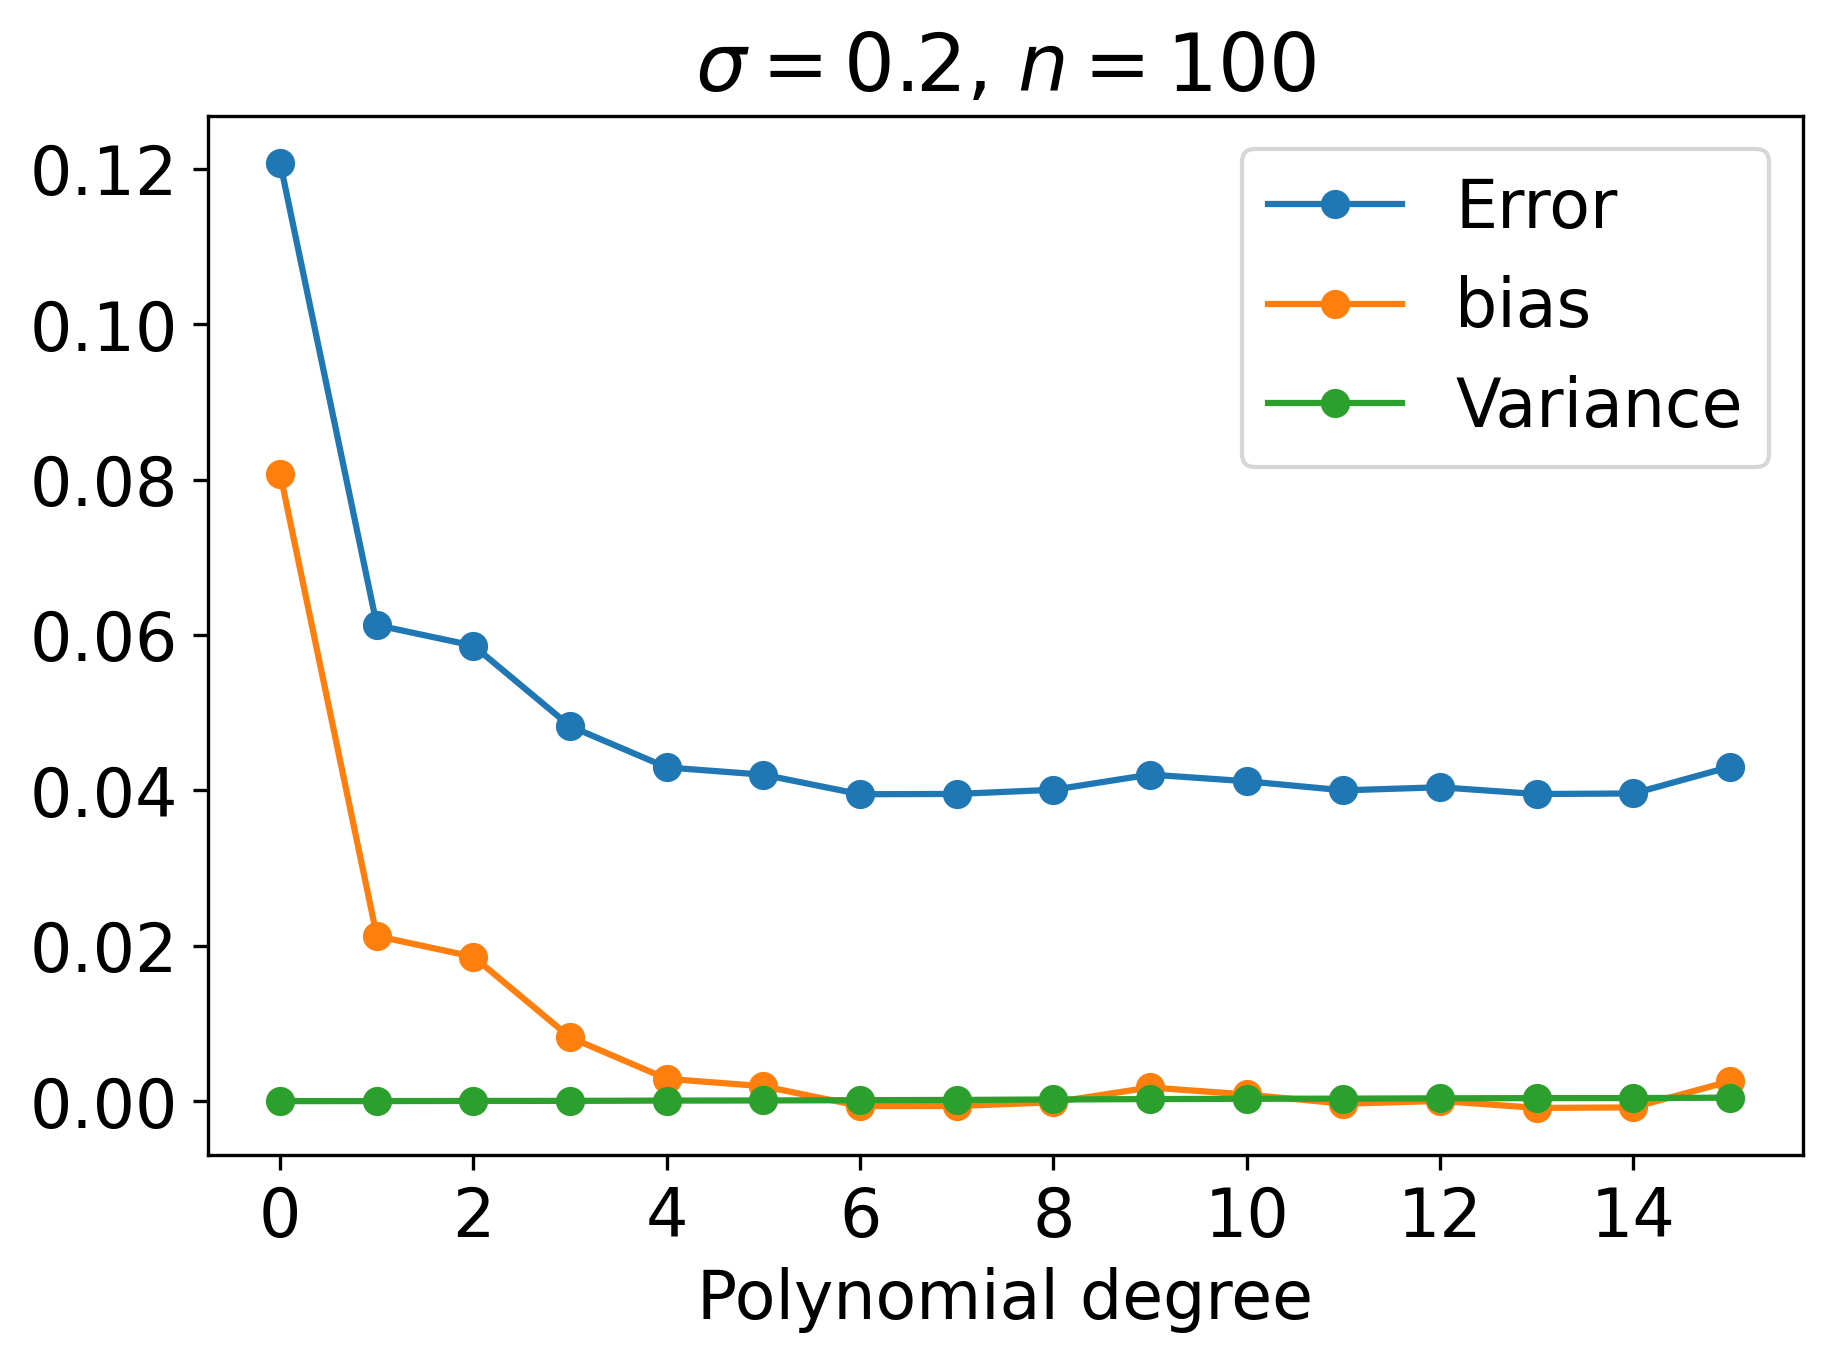 σ = 0.2, n = 100
0.12
0.10
0.08
0.06
0.04
0.02
0.00
Error
bias
Variance
0 2 4 6 8 10 12 14
Polynomial degree